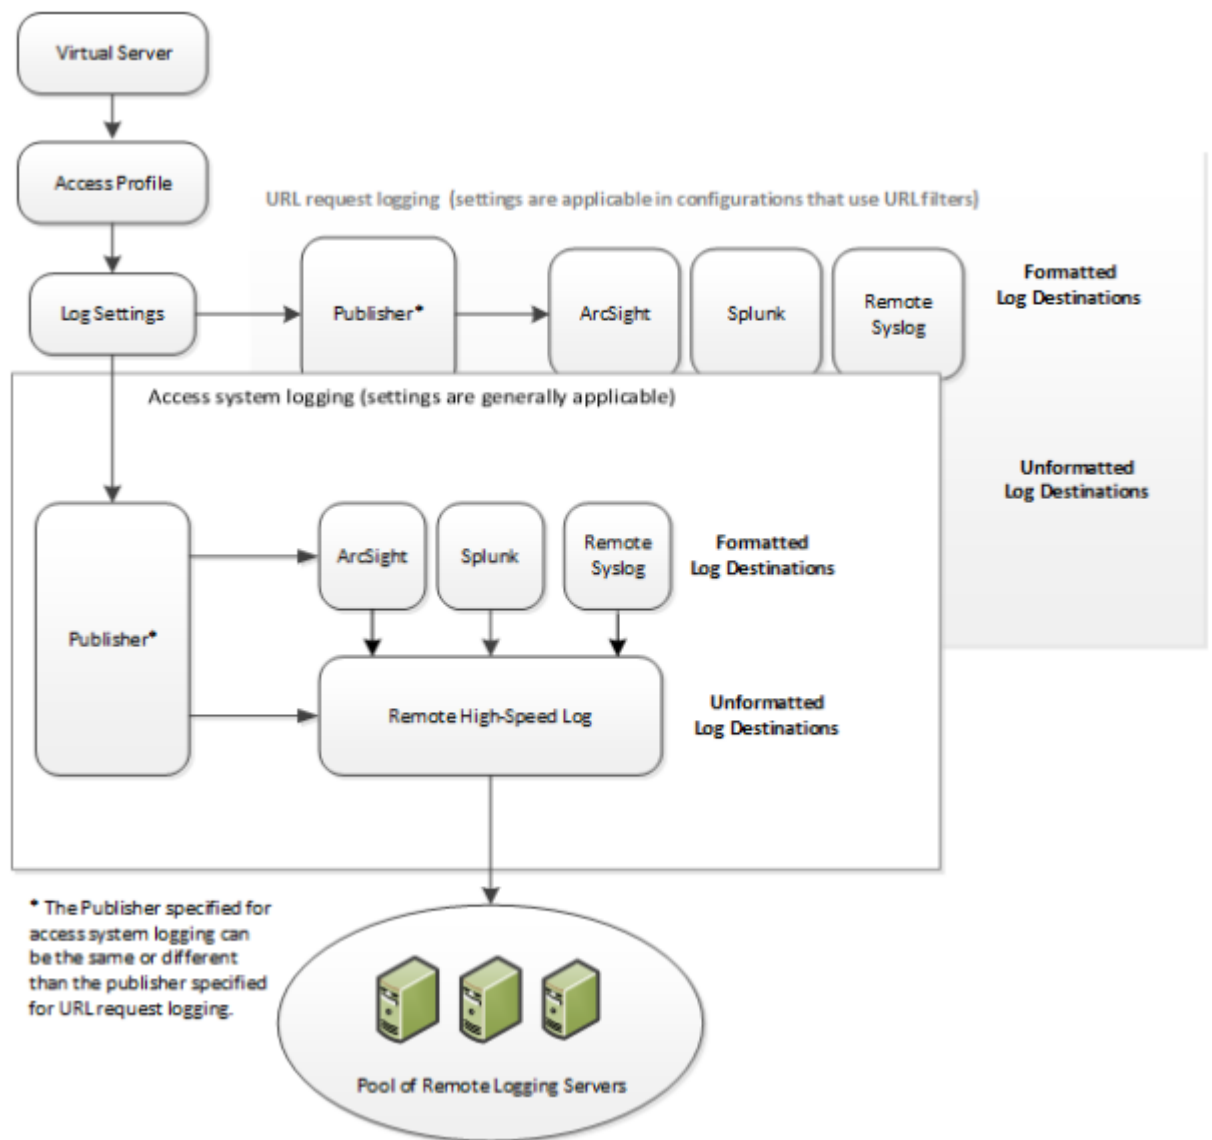 Virtual Server
Access Profile
URL request logging (settings are applicable in configurations that use URL filters)
Log Settings
Publisher*
ArcSight
Splunk
Remote
Syslog
Formatted
Log Destinations
Unformatted
Log Destinations
Access system logging (settings are generally applicable)
Publisher*
ArcSight
Splunk
Remote
Syslog
Formatted
Log Destinations
Remote High-Speed Log
Unformatted
Log Destinations
* The Publisher specified for
access system logging can
be the same or different
than the publisher specified
for URL request logging.
Pool of Remote Logging Servers